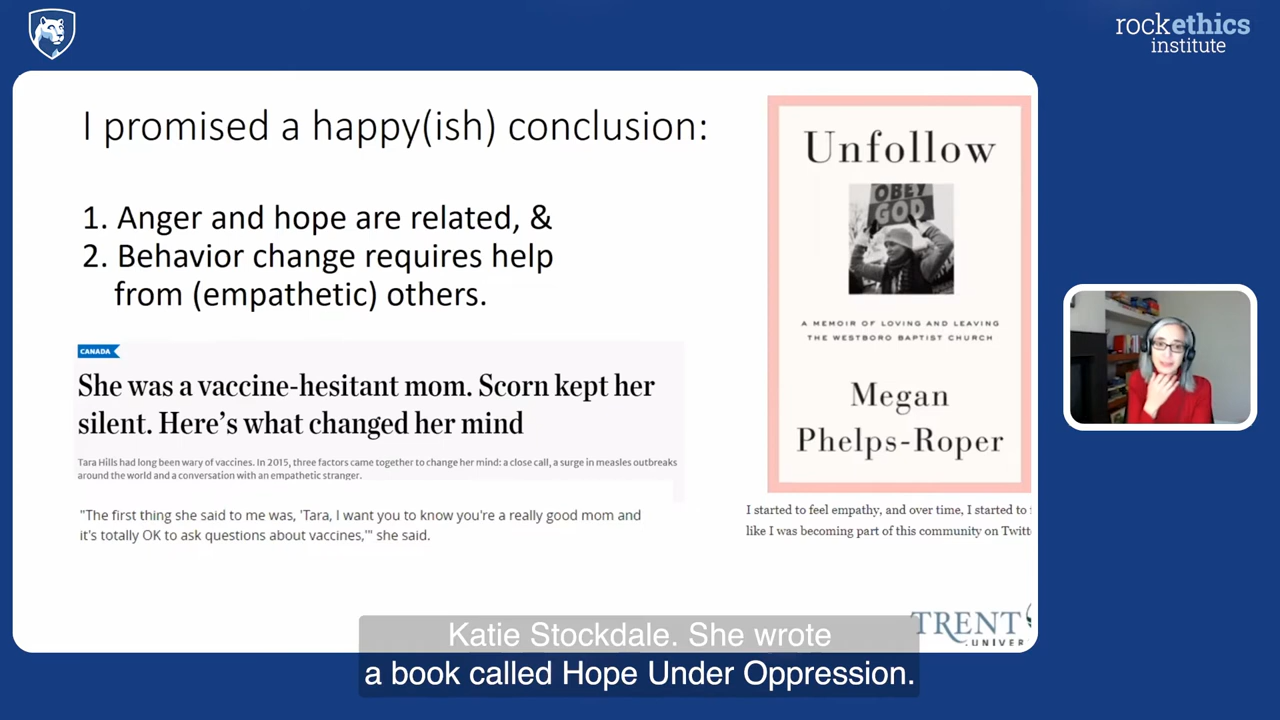 rockethics
institute
I promised a happy(ish) conclusion:
1. Anger and hope are related, &
2. Behavior change requires help
from (empathetic) others.
CANADA
She was a vaccine-hesitant mom. Scorn kept her
silent. Here's what changed her mind
Tara Hills had long been wary of vaccines. In 2015, three factors came together to change her mind: a close call, a surge in measles outbreaks
around the world and a conversation with an empathetic stranger.
"The first thing she said to me was, 'Tara, I want you to know you're a really good mom and
it's totally OK to ask questions about vaccines,'" she said.
Unfollow
OBEY
GOD
A MEMOIR OF LOVING AND LEAVING
THE WESTBORO BAPTIST CHURCH
Megan
Phelps-Roper
I started to feel empathy, and over time, I started to
like I was becoming part of this community on
TRENT
Katie Stockdale. She wrote
a book called Hope Under Oppression.